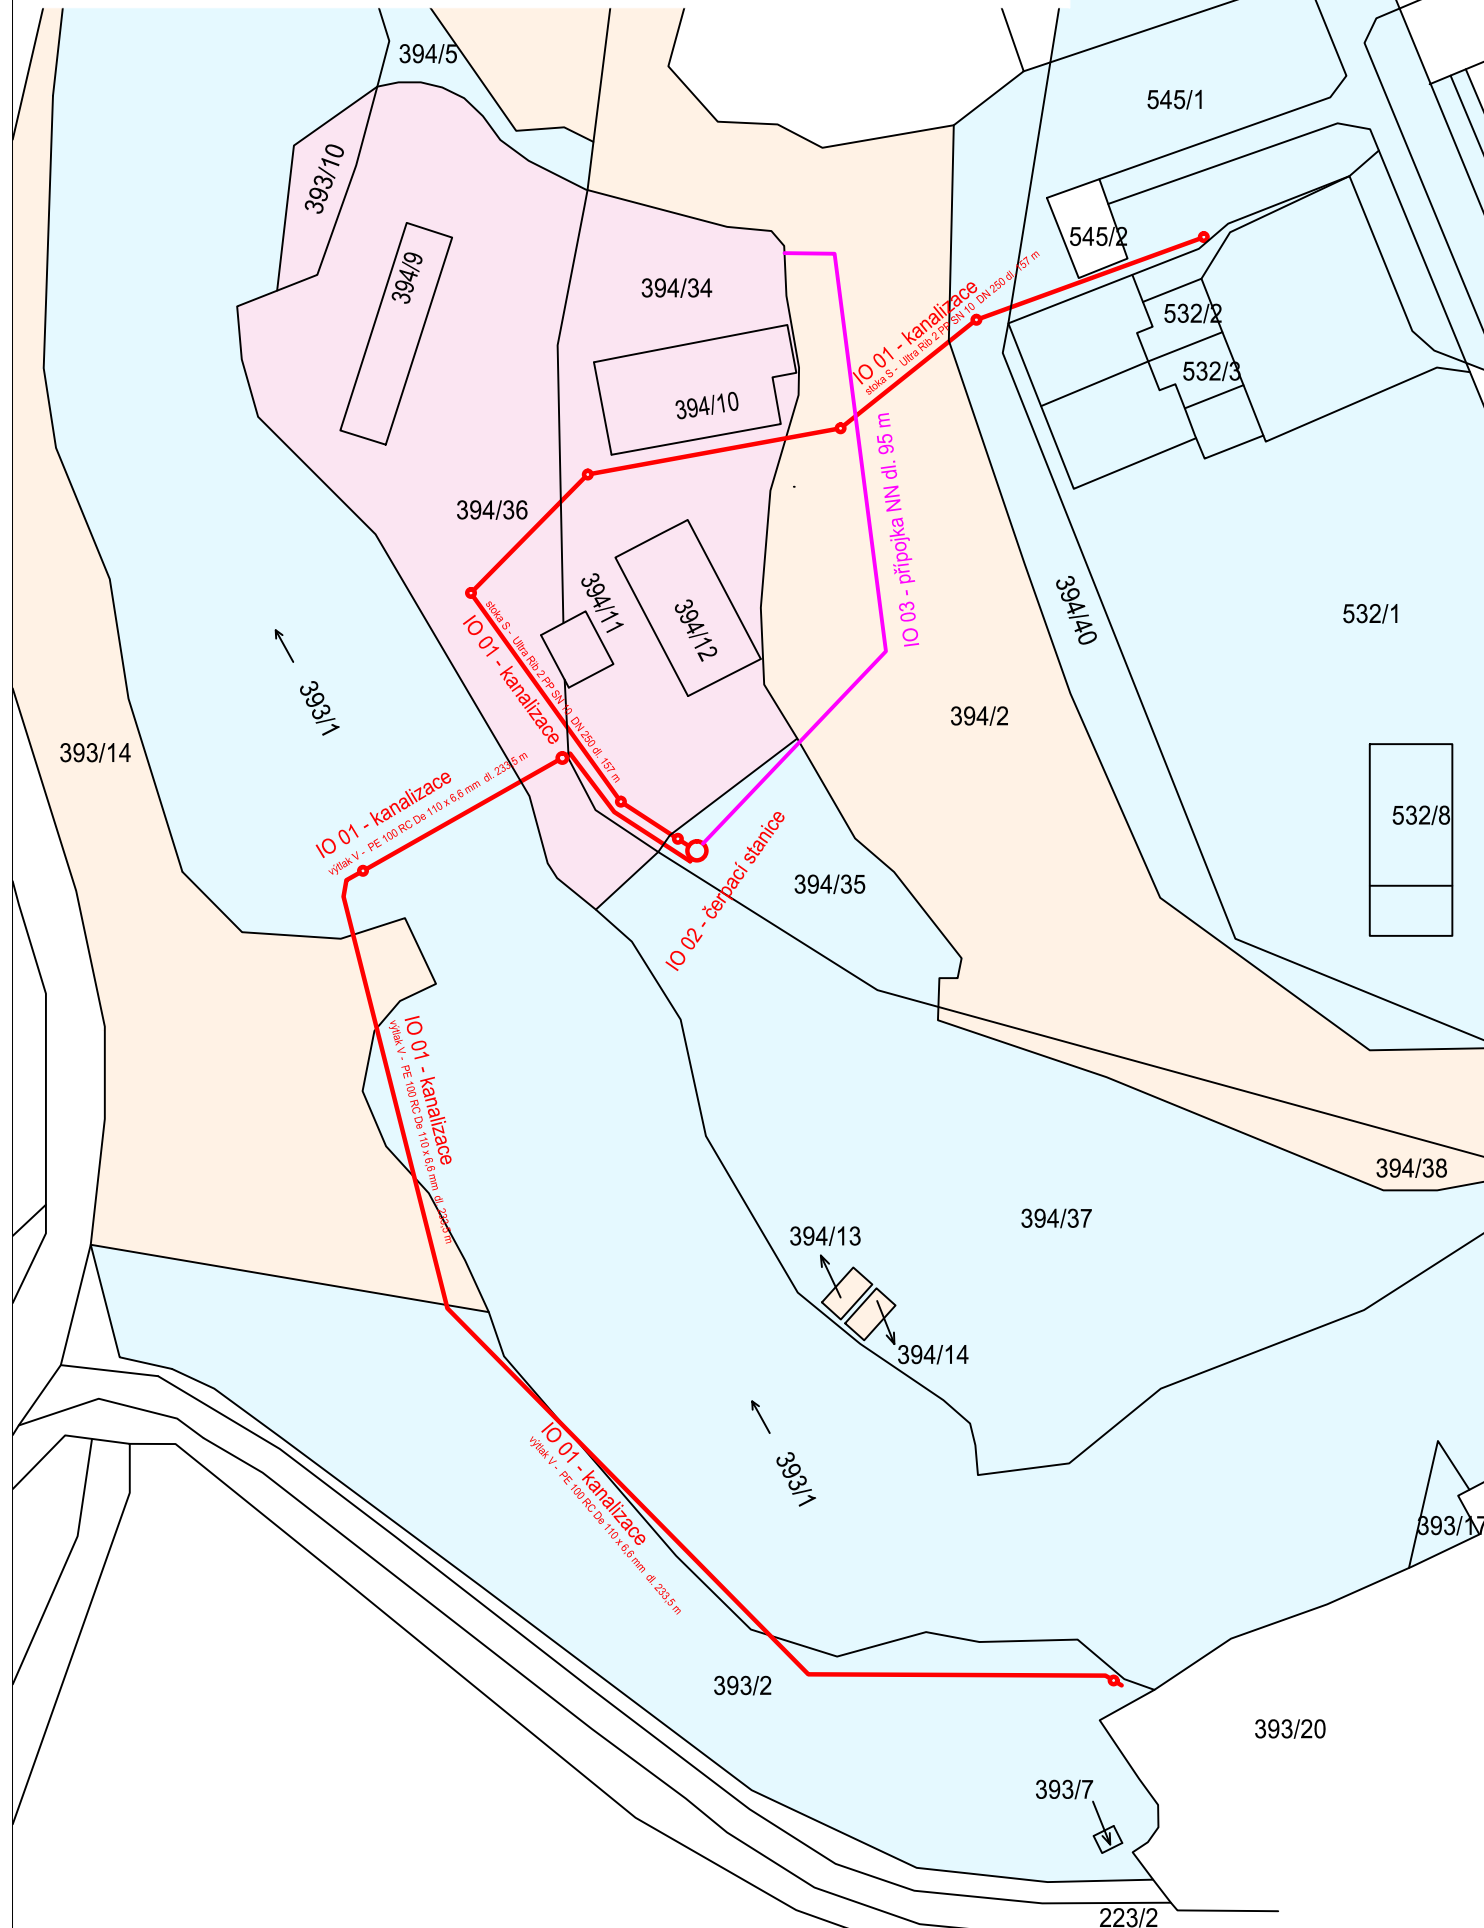 394/5
545/1
393/10
545/2
394/9
394/34
IO 01 - kanalizace
stoka S - Ultra Rib 2 PP SN 10 DN 250 dl. 157 m
532/2
532/3
394/10
IO 03 - přípojka NN dl. 95 m
394/36
394/11
394/12
394/40
532/1
stoka S - Ultra Rib 2 PP SN 10 DN 250 dl. 157 m
IO 01 - kanalizace
393/1
394/2
393/14
IO 01 - kanalizace
výtlak V - PE 100 RC De 110 x 6,6 mm dl. 233,5 m
532/8
IO 02 - čerpací stanice
394/35
IO 01 - kanalizace
výtlak V - PE 100 RC De 110 x 6,6 mm dl. 233,5 m
394/38
394/37
394/13
394/14
IO 01 - kanalizace
výtlak V - PE 100 RC De 110 x 6,6 mm dl. 233,5 m
393/1
393/17
393/2
393/20
393/7
223/2